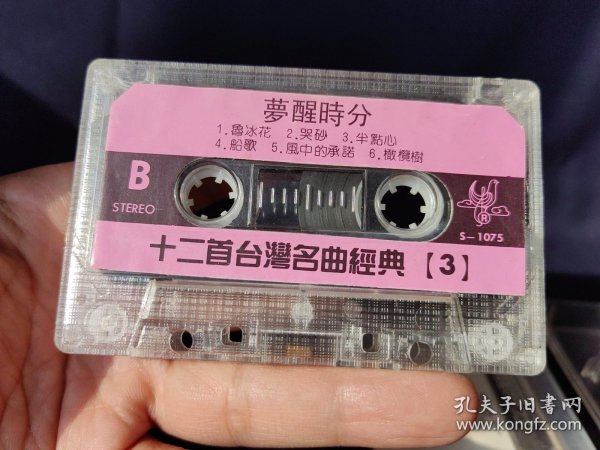 夢醒時分
1.魯冰花 2.哭砂 3.半點心
4.船歌 5.風中的承諾 6.橄欖樹
B
STEREO
R
S-1075
十二首台灣名曲經典【3】
孔夫子旧书网
www.kongfz.com